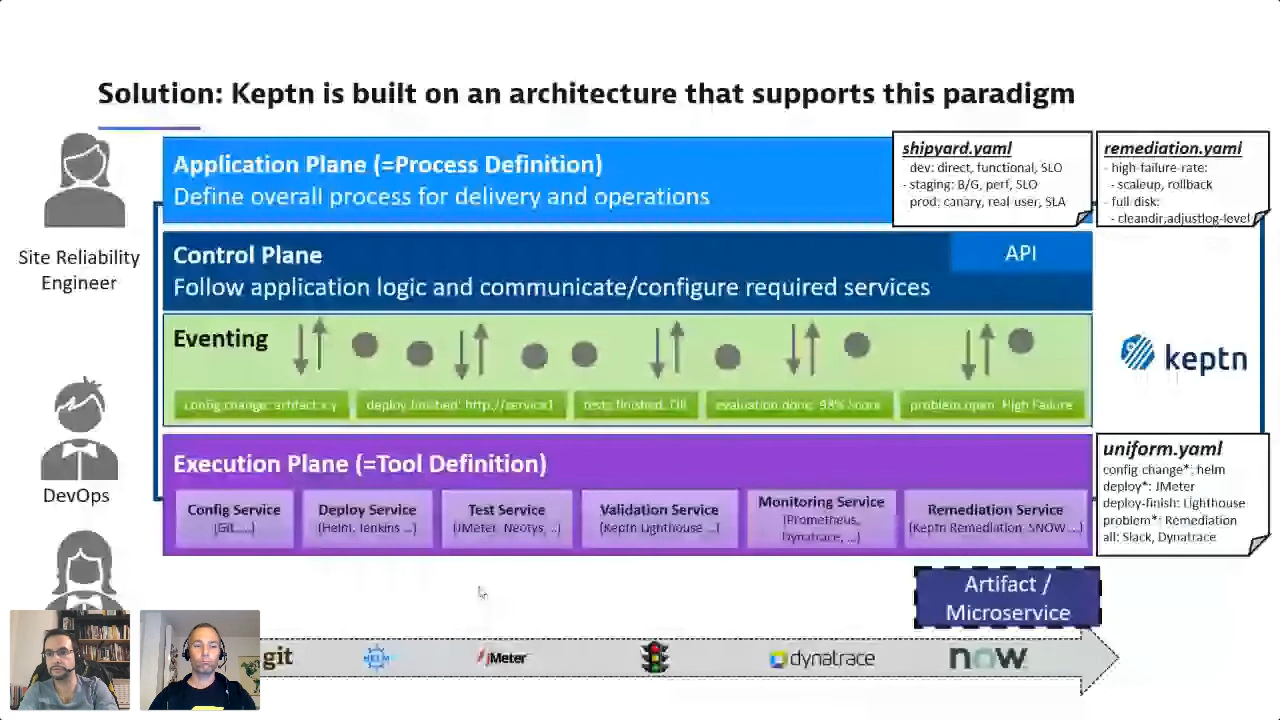 Solution: Keptn is built on an architecture that supports this paradigm
Site Reliability
Engineer
DevOps
Application Plane (=Process Definition)
Define overall process for delivery and operations
shipyard.yaml
dev: direct, functional, SLO
- staging: B/G, perf, SLO
prod: canary, real user, SLA
remediation.yaml
- high-failure-rate:
- scaleup, rollback
- full disk:
- cleandir,adjustlog-level
Control Plane
Follow application logic and communicate/configure required services
API
Eventing
config.change: artifact:x.y
deploy.finished: http://service1
tests.finished: OK
evaluation.done: 98% Score
problem.open: High Failure
keptn
Execution Plane (=Tool Definition)
Config Service
(Git, ...)
Deploy Service
(Helm, Jenkins ...)
Test Service
(JMeter, Neotys, ..)
Validation Service
(Keptn Lighthouse ...)
Monitoring Service
(Prometheus,
Dynatrace, ...)
Remediation Service
(Keptn Remediation, SNOW ...)
uniform.yaml
config change*: helm
deploy*: JMeter
deploy-finish: Lighthouse
problem*: Remediation
all: Slack, Dynatrace
Artifact /
Microservice
git
HELM
JMeter
dynatrace
now